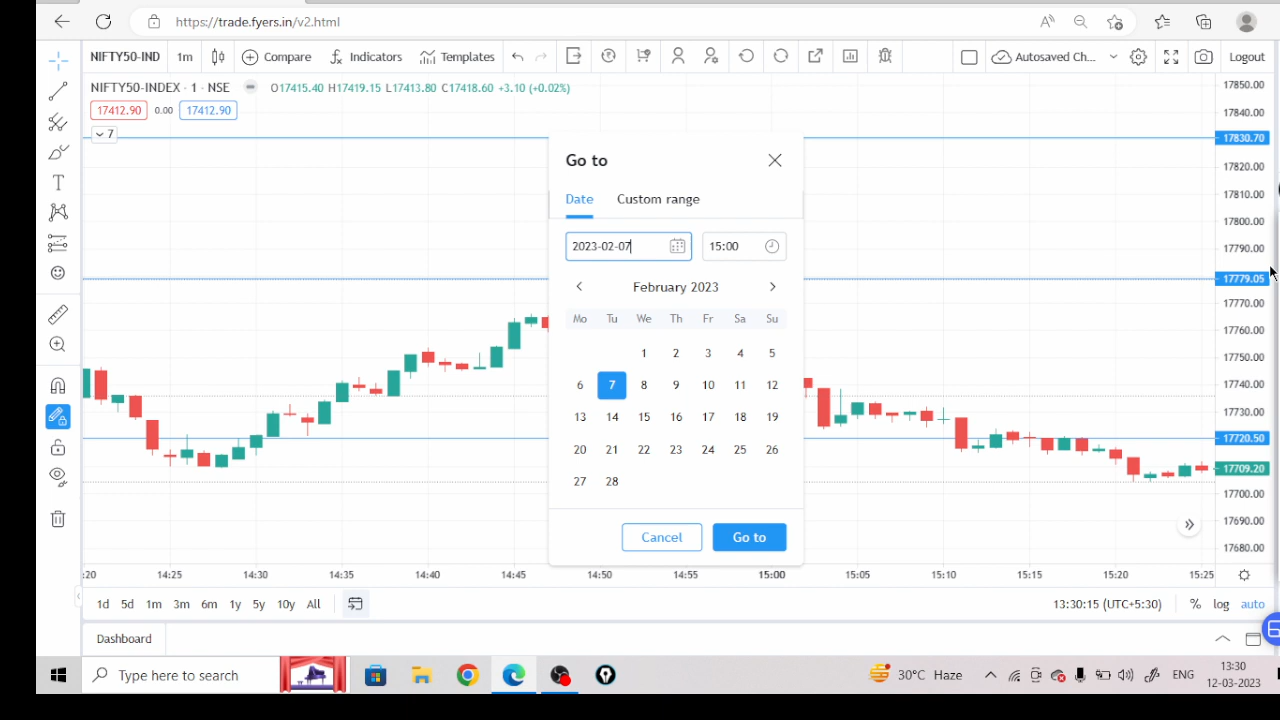 https://trade.fyers.in/v2.html
NIFTY50-IND 1m Compare Indicators Templates Autosaved Ch... Logout
NIFTY50-INDEX · 1 · NSE O17415.40 H17419.15 L17413.80 C17418.60 +3.10 (+0.02%)
17412.90 0.00 17412.90
7
17850.00
17840.00
17830.70
17820.00
17810.00
17800.00
17790.00
17779.05
17770.00
17760.00
17750.00
17740.00
17730.00
17720.50
17709.20
17700.00
17690.00
17680.00
Go to
Date Custom range
2023-02-07 15:00
February 2023
Mo Tu We Th Fr Sa Su
1 2 3 4 5
6 7 8 9 10 11 12
13 14 15 16 17 18 19
20 21 22 23 24 25 26
27 28
Cancel Go to
:20 14:25 14:30 14:35 14:40 14:45 14:50 14:55 15:00 15:05 15:10 15:15 15:20 15:25
1d 5d 1m 3m 6m 1y 5y 10y All 13:30:15 (UTC+5:30) % log auto
Dashboard
Type here to search 30°C Haze ENG 13:30
12-03-2023